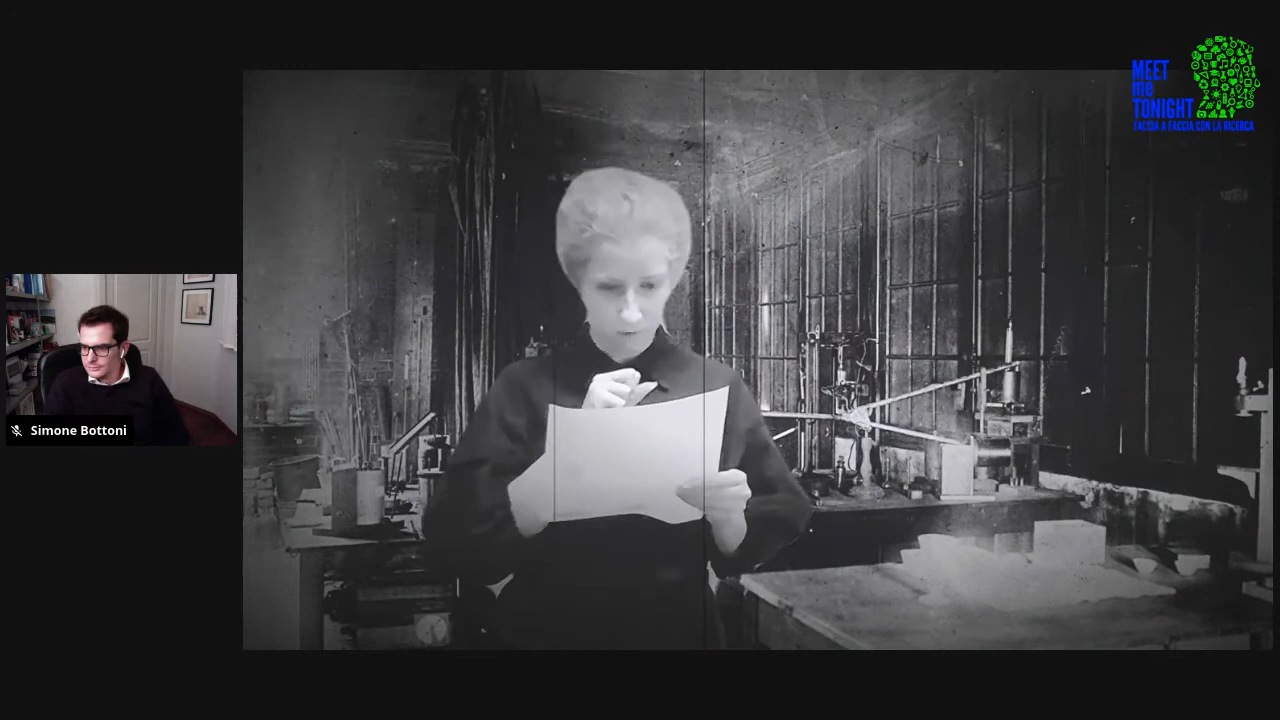 MEET
me
TONIGHT
FACCIA A FACCIA CON LA RICERCA
Simone Bottoni